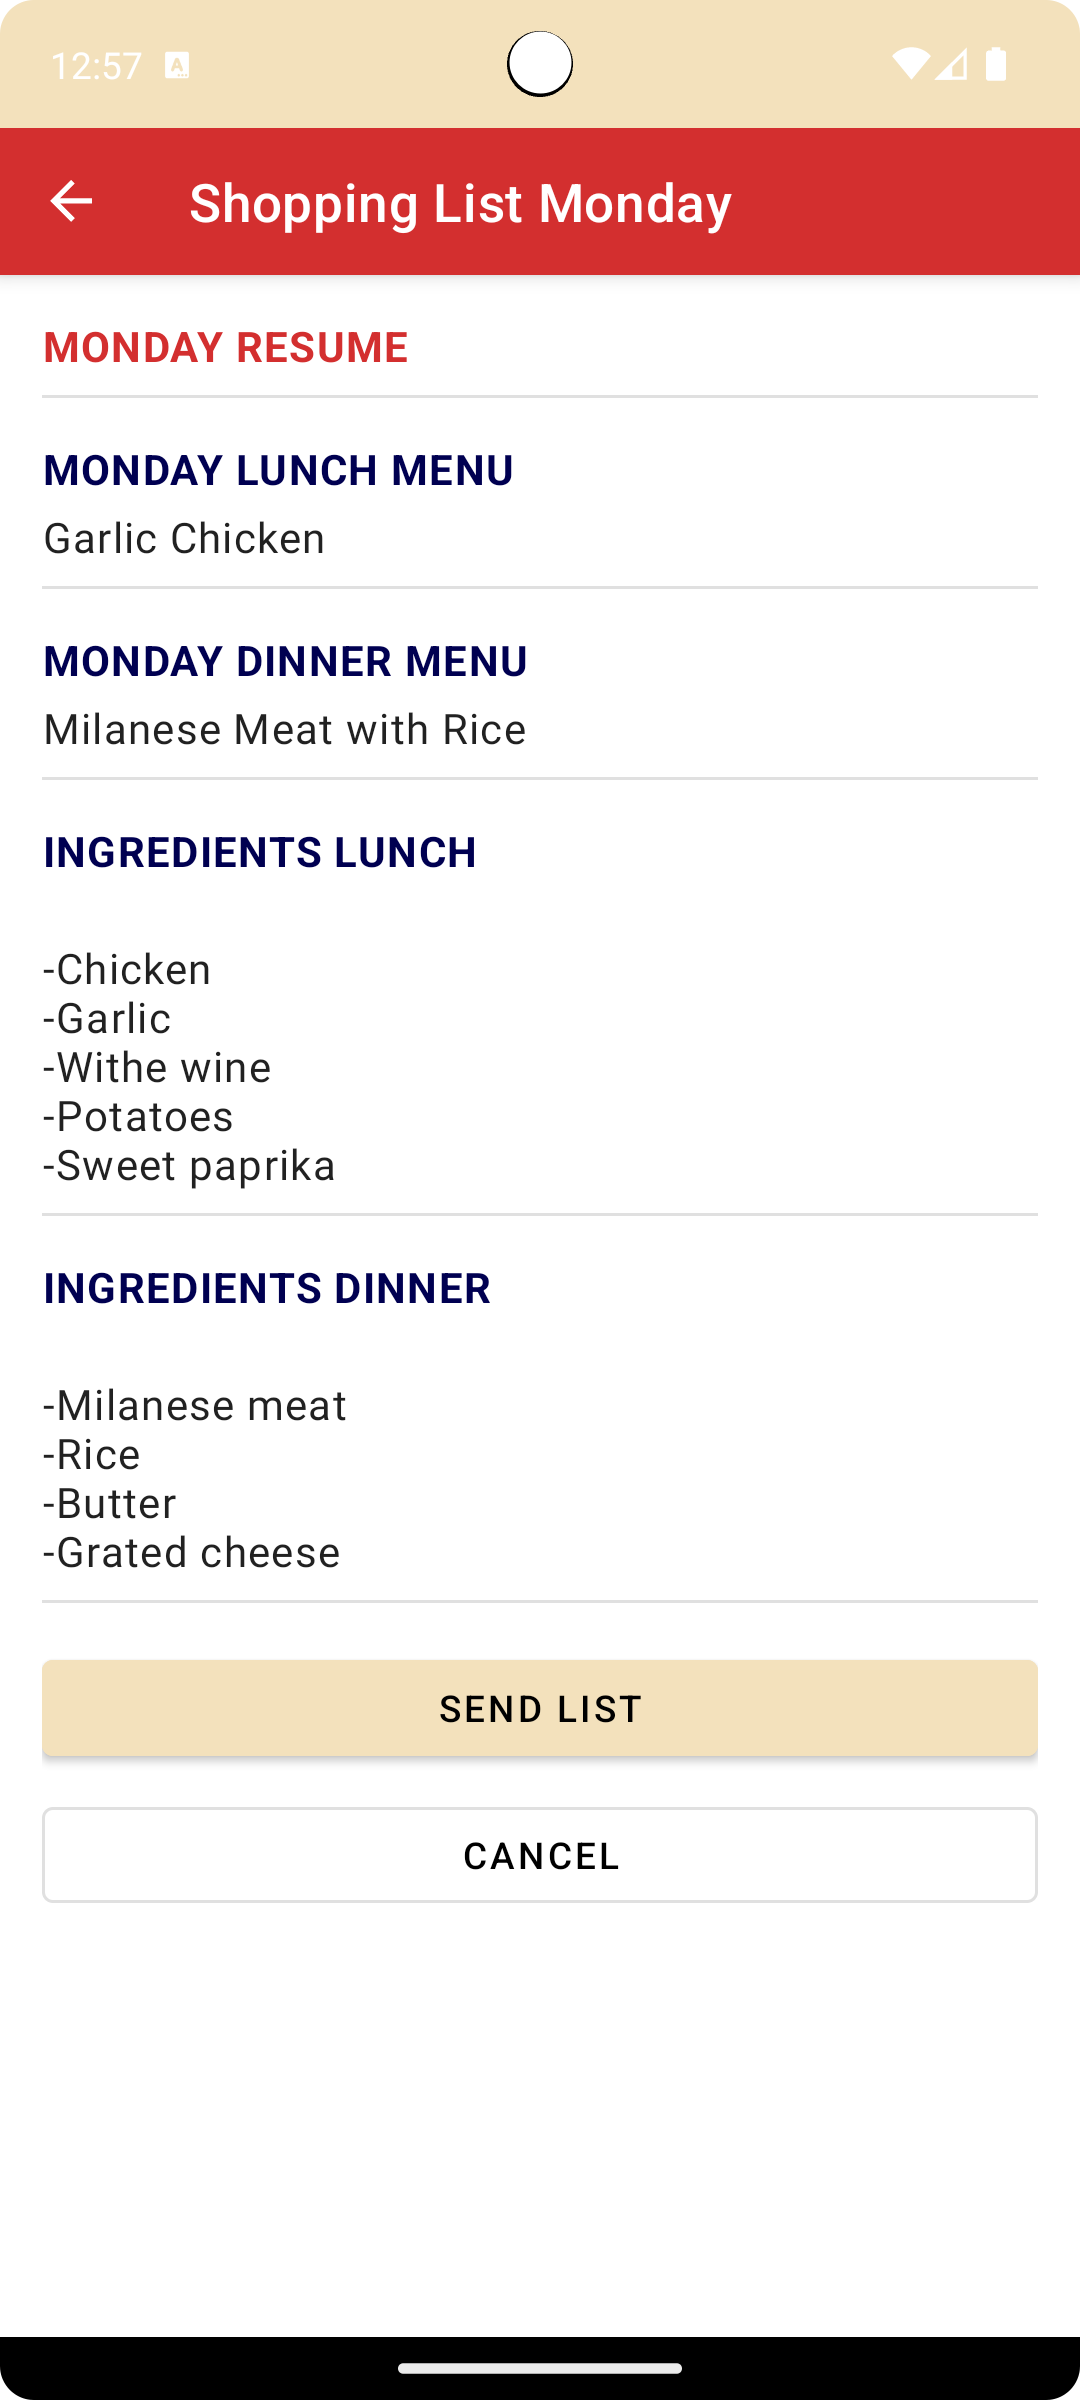 12:57
Shopping List Monday
MONDAY RESUME
MONDAY LUNCH MENU
Garlic Chicken
MONDAY DINNER MENU
Milanese Meat with Rice
INGREDIENTS LUNCH
-Chicken
-Garlic
-Withe wine
-Potatoes
-Sweet paprika
INGREDIENTS DINNER
-Milanese meat
-Rice
-Butter
-Grated cheese
SEND LIST
CANCEL